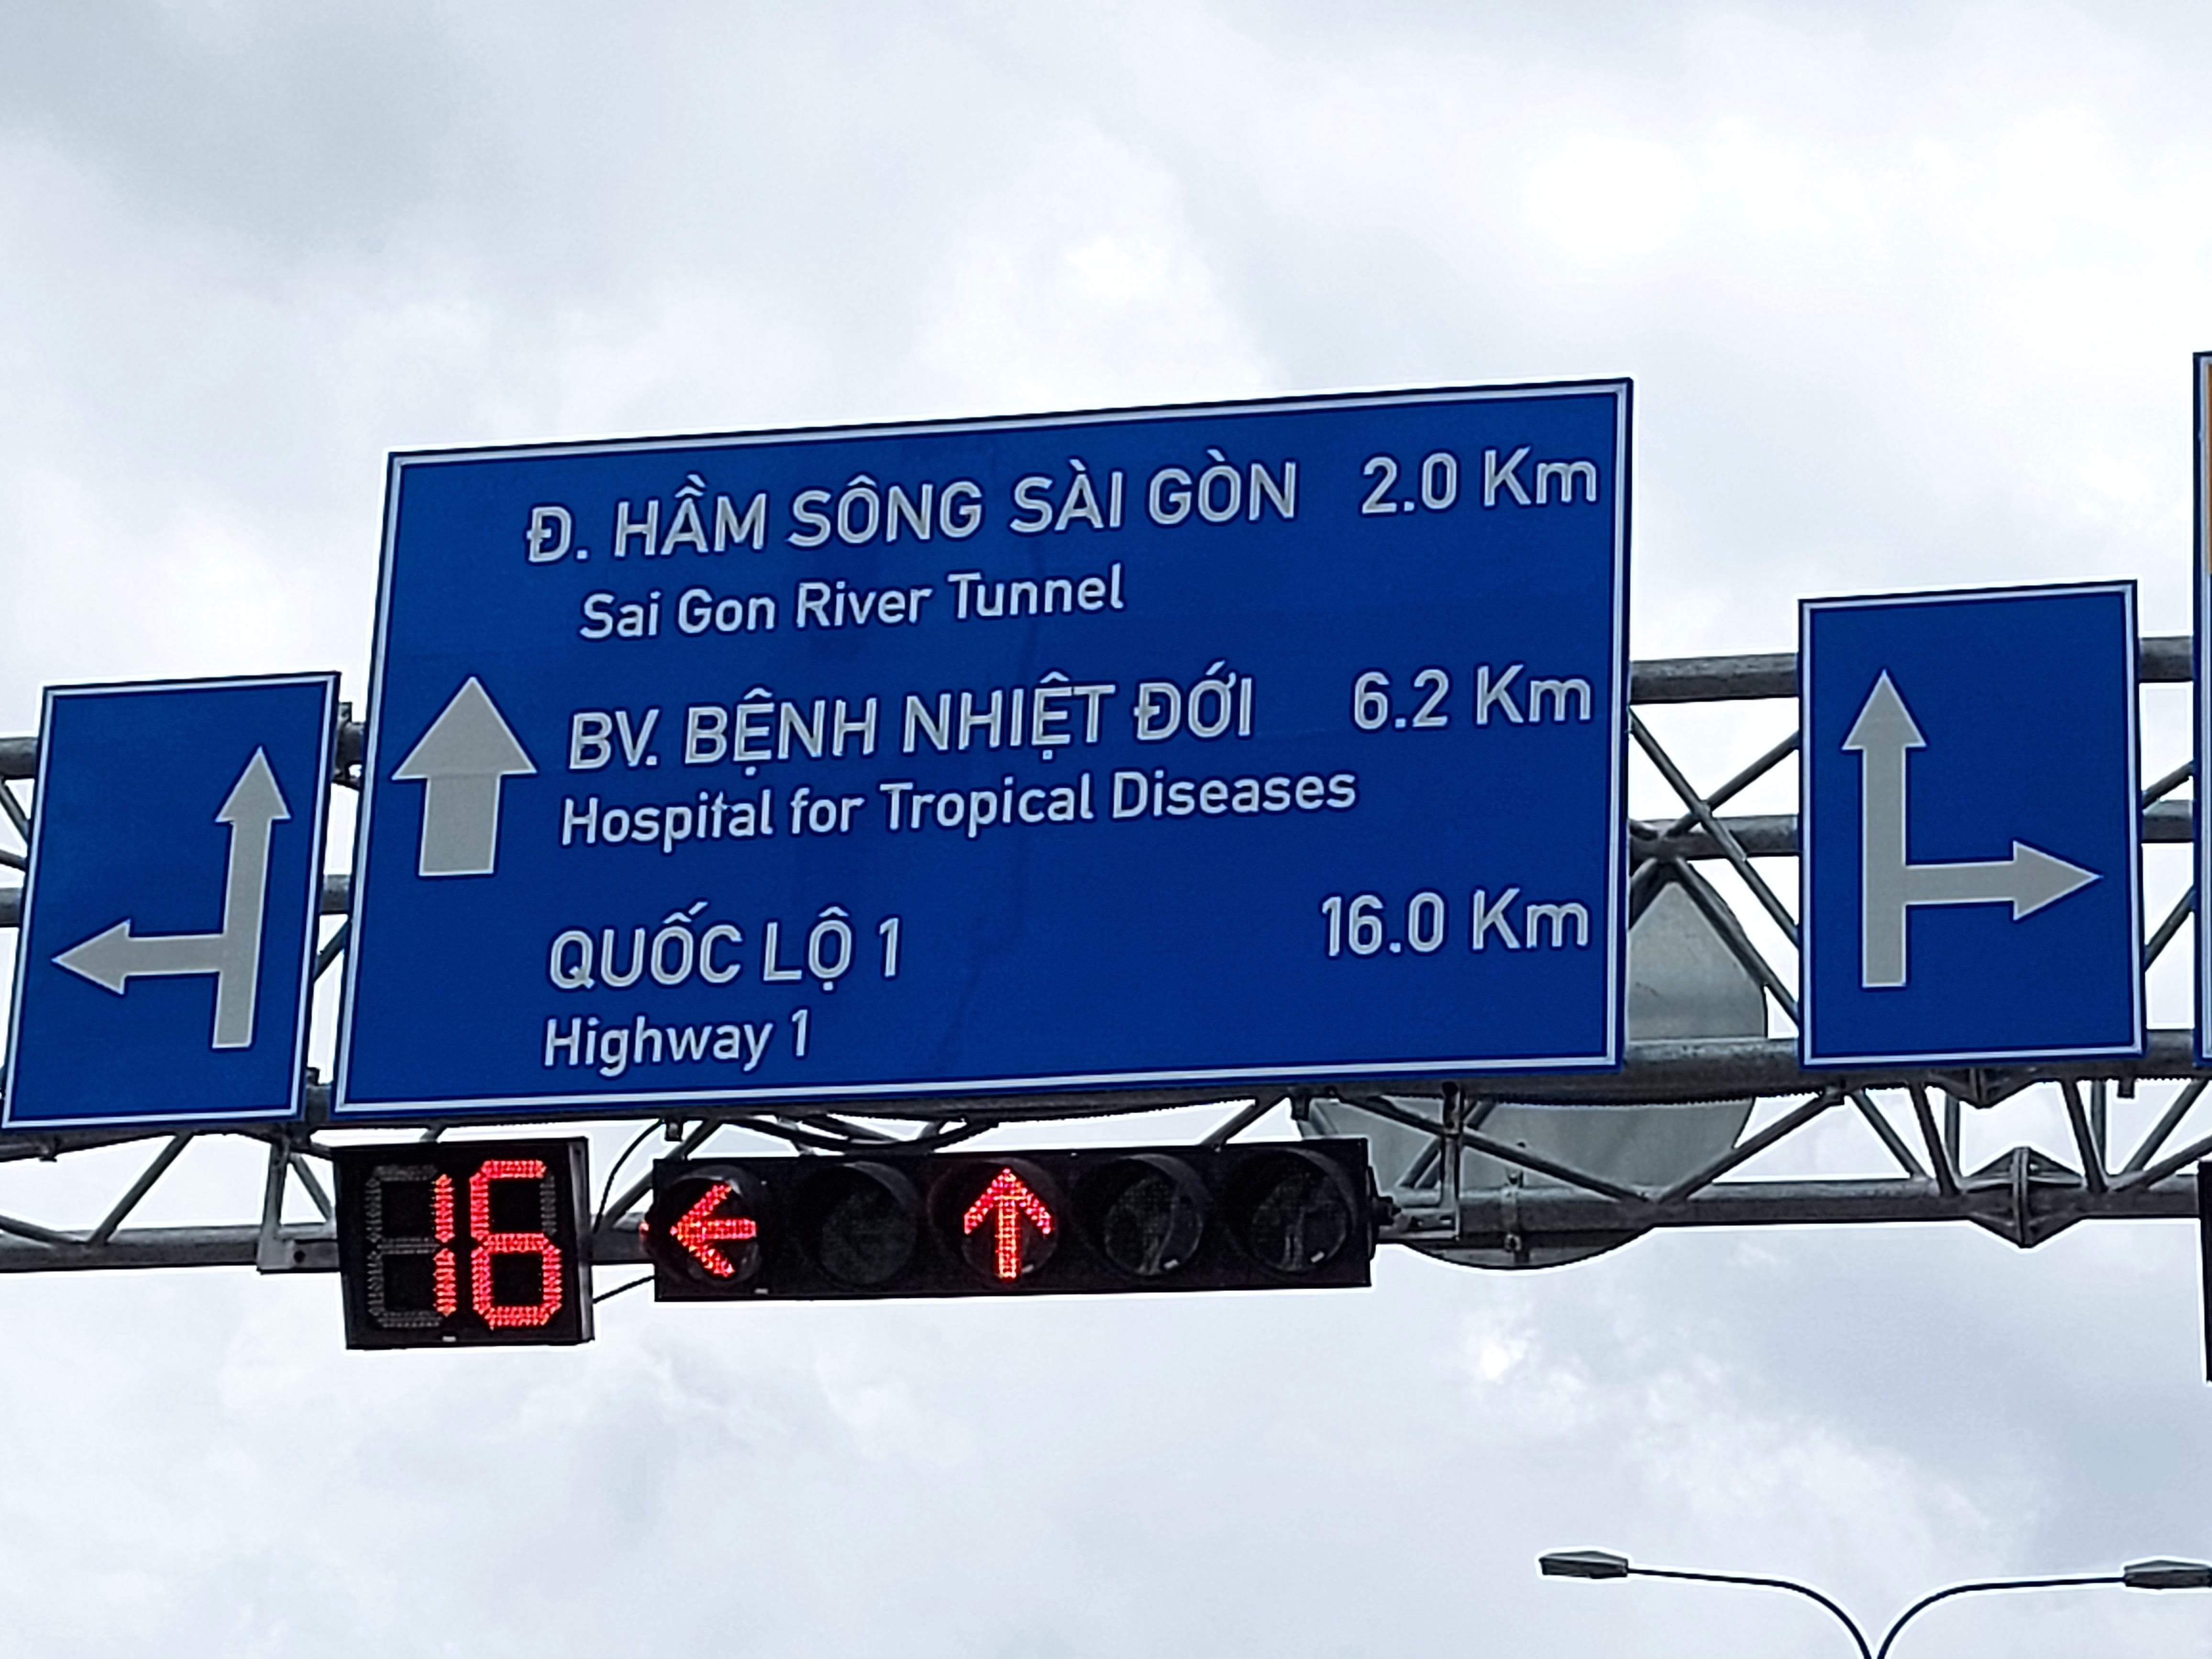 Đ. HẦM SÔNG SÀI GÒN 2.0 Km
Sai Gon River Tunnel
BV. BỆNH NHIỆT ĐỚI 6.2 Km
Hospital for Tropical Diseases
QUỐC LỘ 1 16.0 Km
Highway 1
16